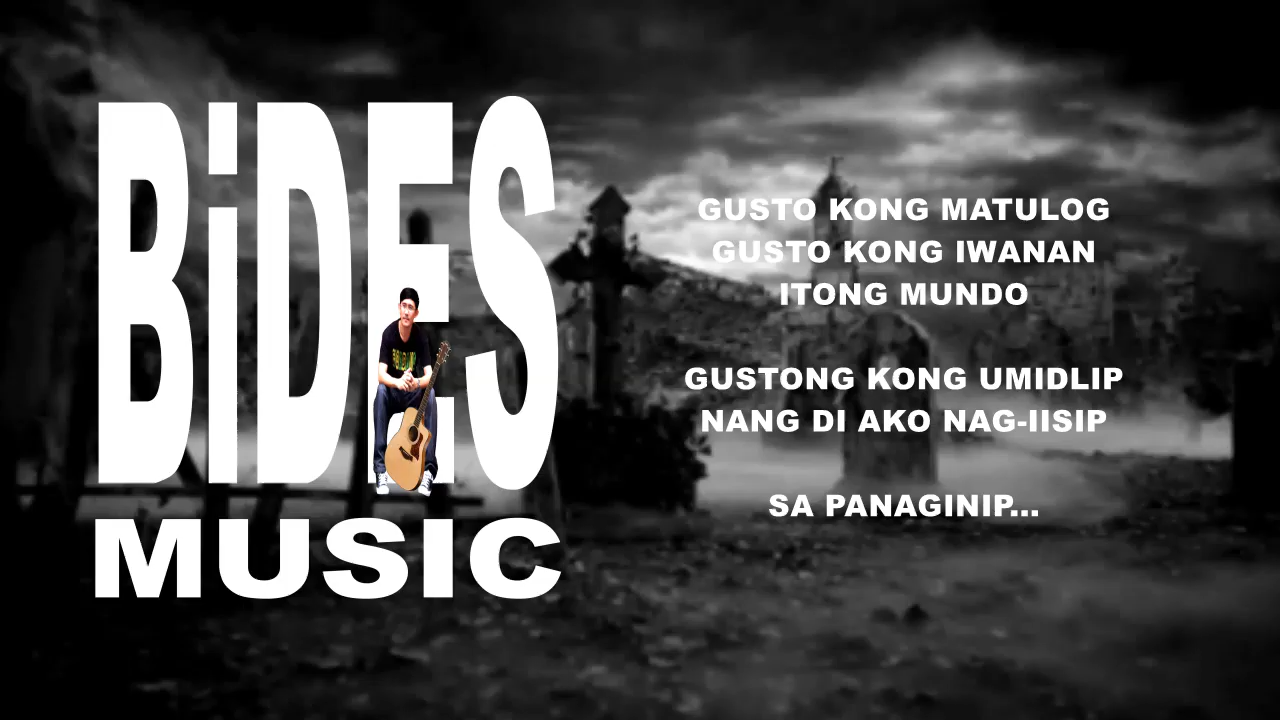 BiDES
MUSIC
GUSTO KONG MATULOG
GUSTO KONG IWANAN
ITONG MUNDO
GUSTONG KONG UMIDLIP
NANG DI AKO NAG-IISIP
SA PANAGINIP...